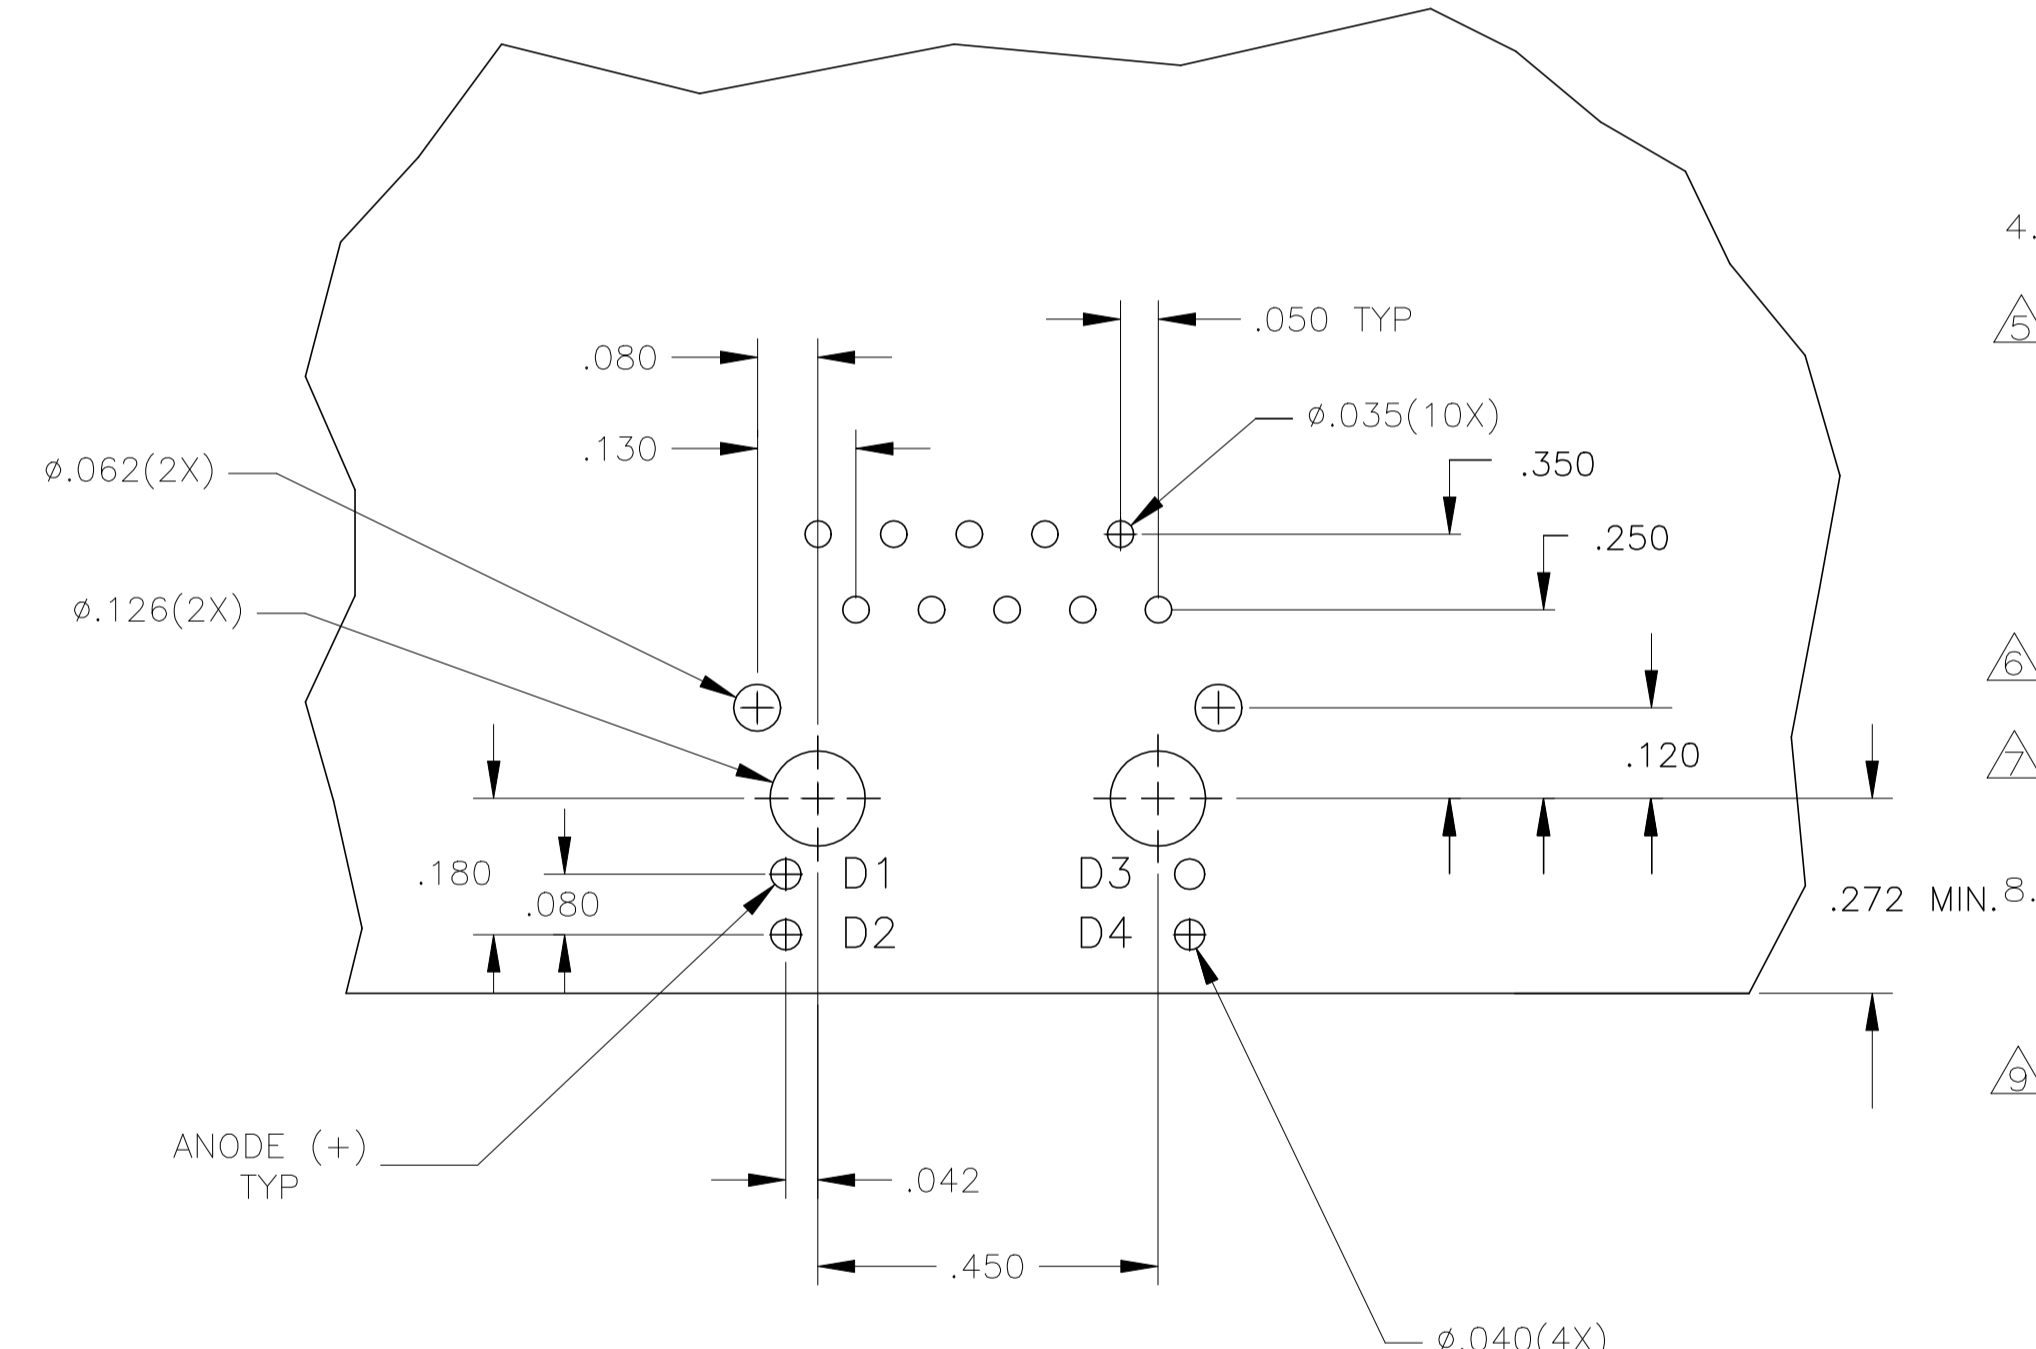 4.
.050 TYP
5
.080
ø.035(10X)
.130
.350
ø.062(2X)
.250
ø.126(2X)
6
.120
7
.180
D1
D3
.272 MIN.
8.
.080
D2
D4
9
ANODE (+)
TYP
.042
.450
ø.040(4X)